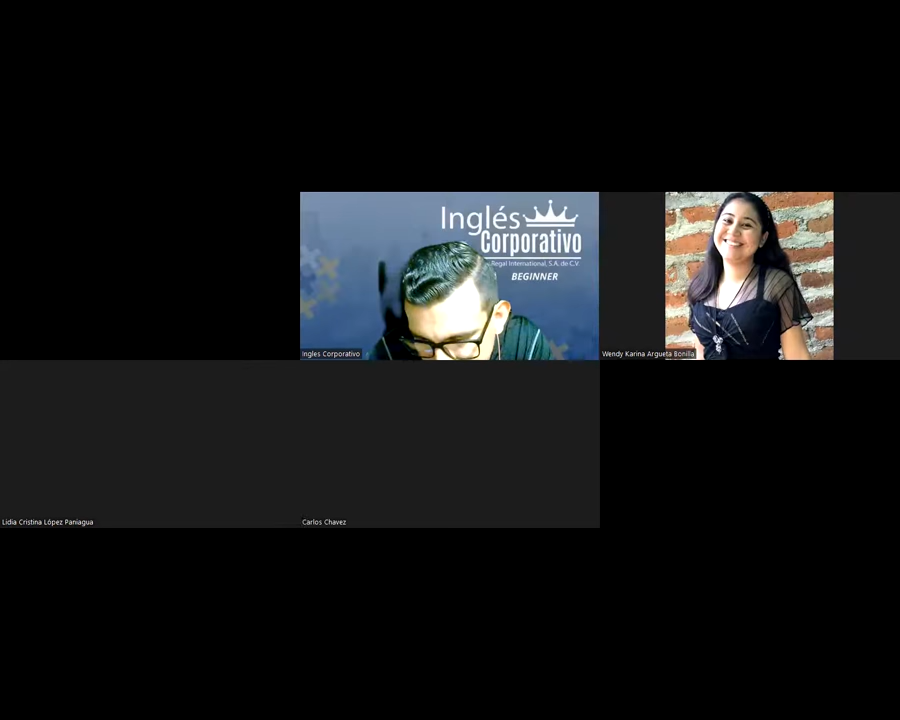 Inglés
Corporativo
Regal International, S.A. de C.V.
BEGINNER
Ingles Corporativo
Wendy Karina Argueta Bonilla
Lidia Cristina López Paniagua
Carlos Chavez